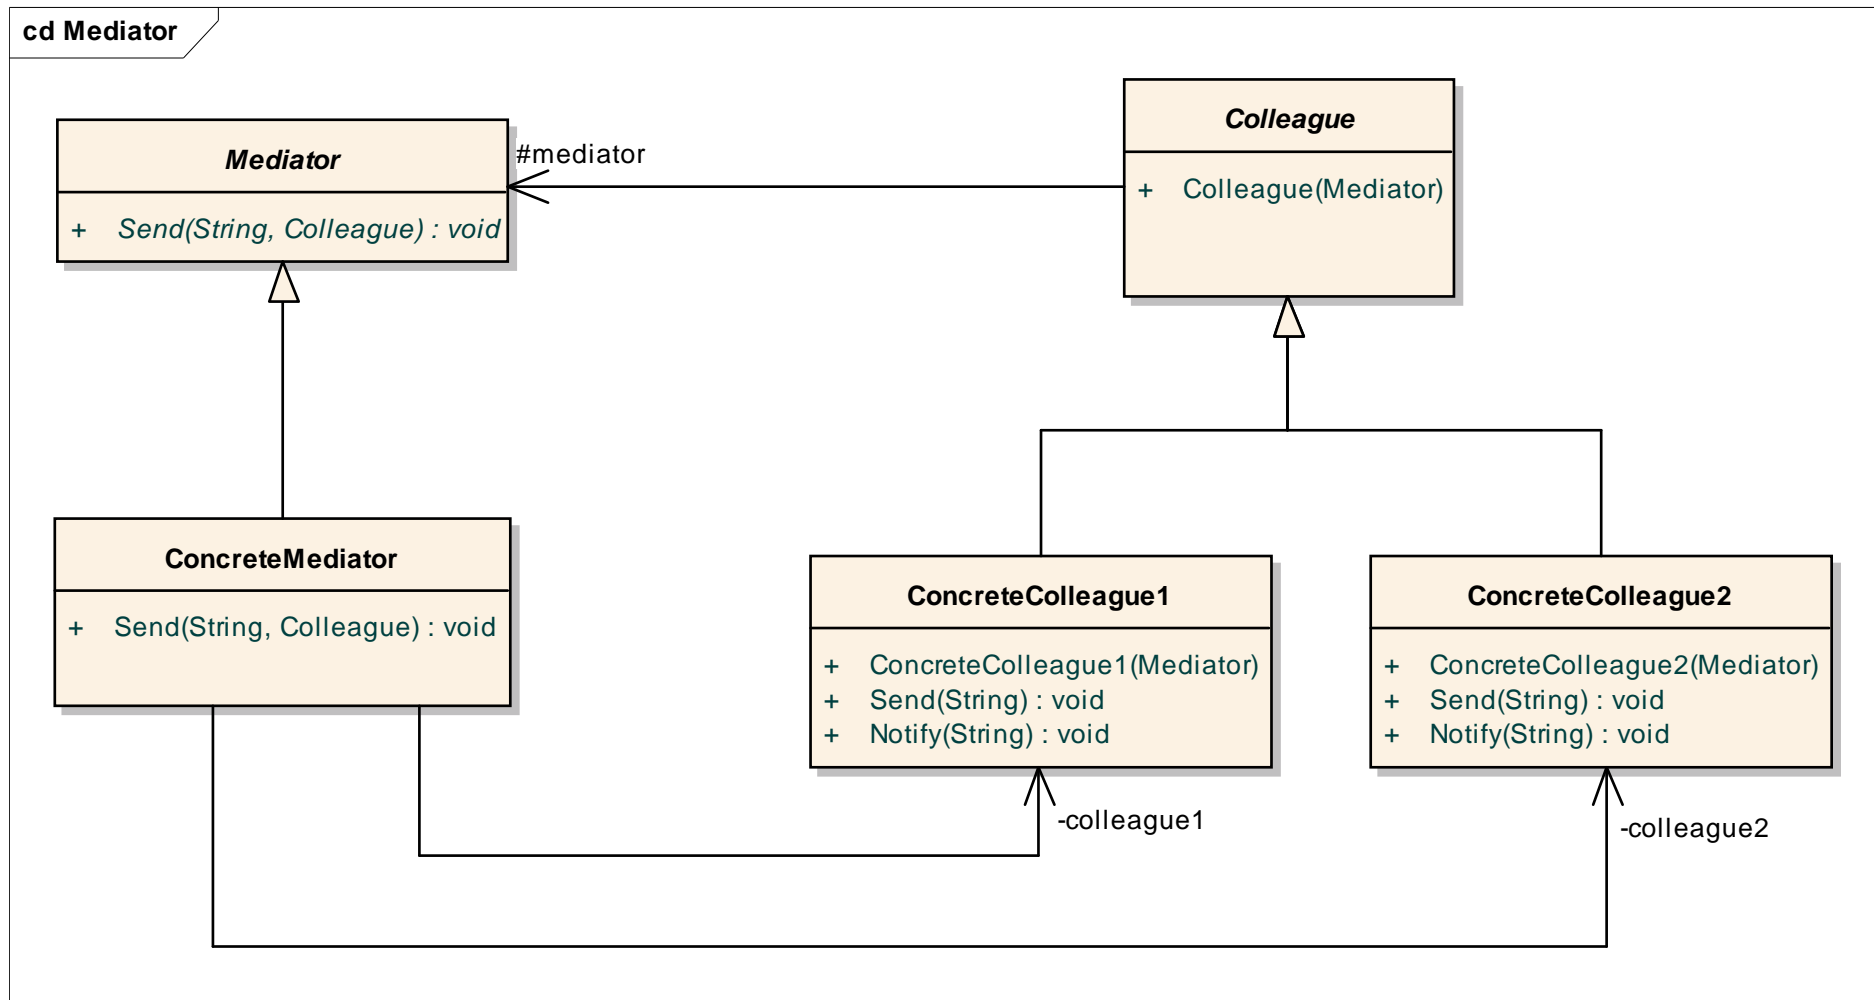 cd Mediator
Mediator
+ Send(String, Colleague) : void
#mediator
Colleague
+ Colleague(Mediator)
ConcreteMediator
+ Send(String, Colleague) : void
ConcreteColleague1
+ ConcreteColleague1(Mediator)
+ Send(String) : void
+ Notify(String) : void
ConcreteColleague2
+ ConcreteColleague2(Mediator)
+ Send(String) : void
+ Notify(String) : void
-colleague1
-colleague2